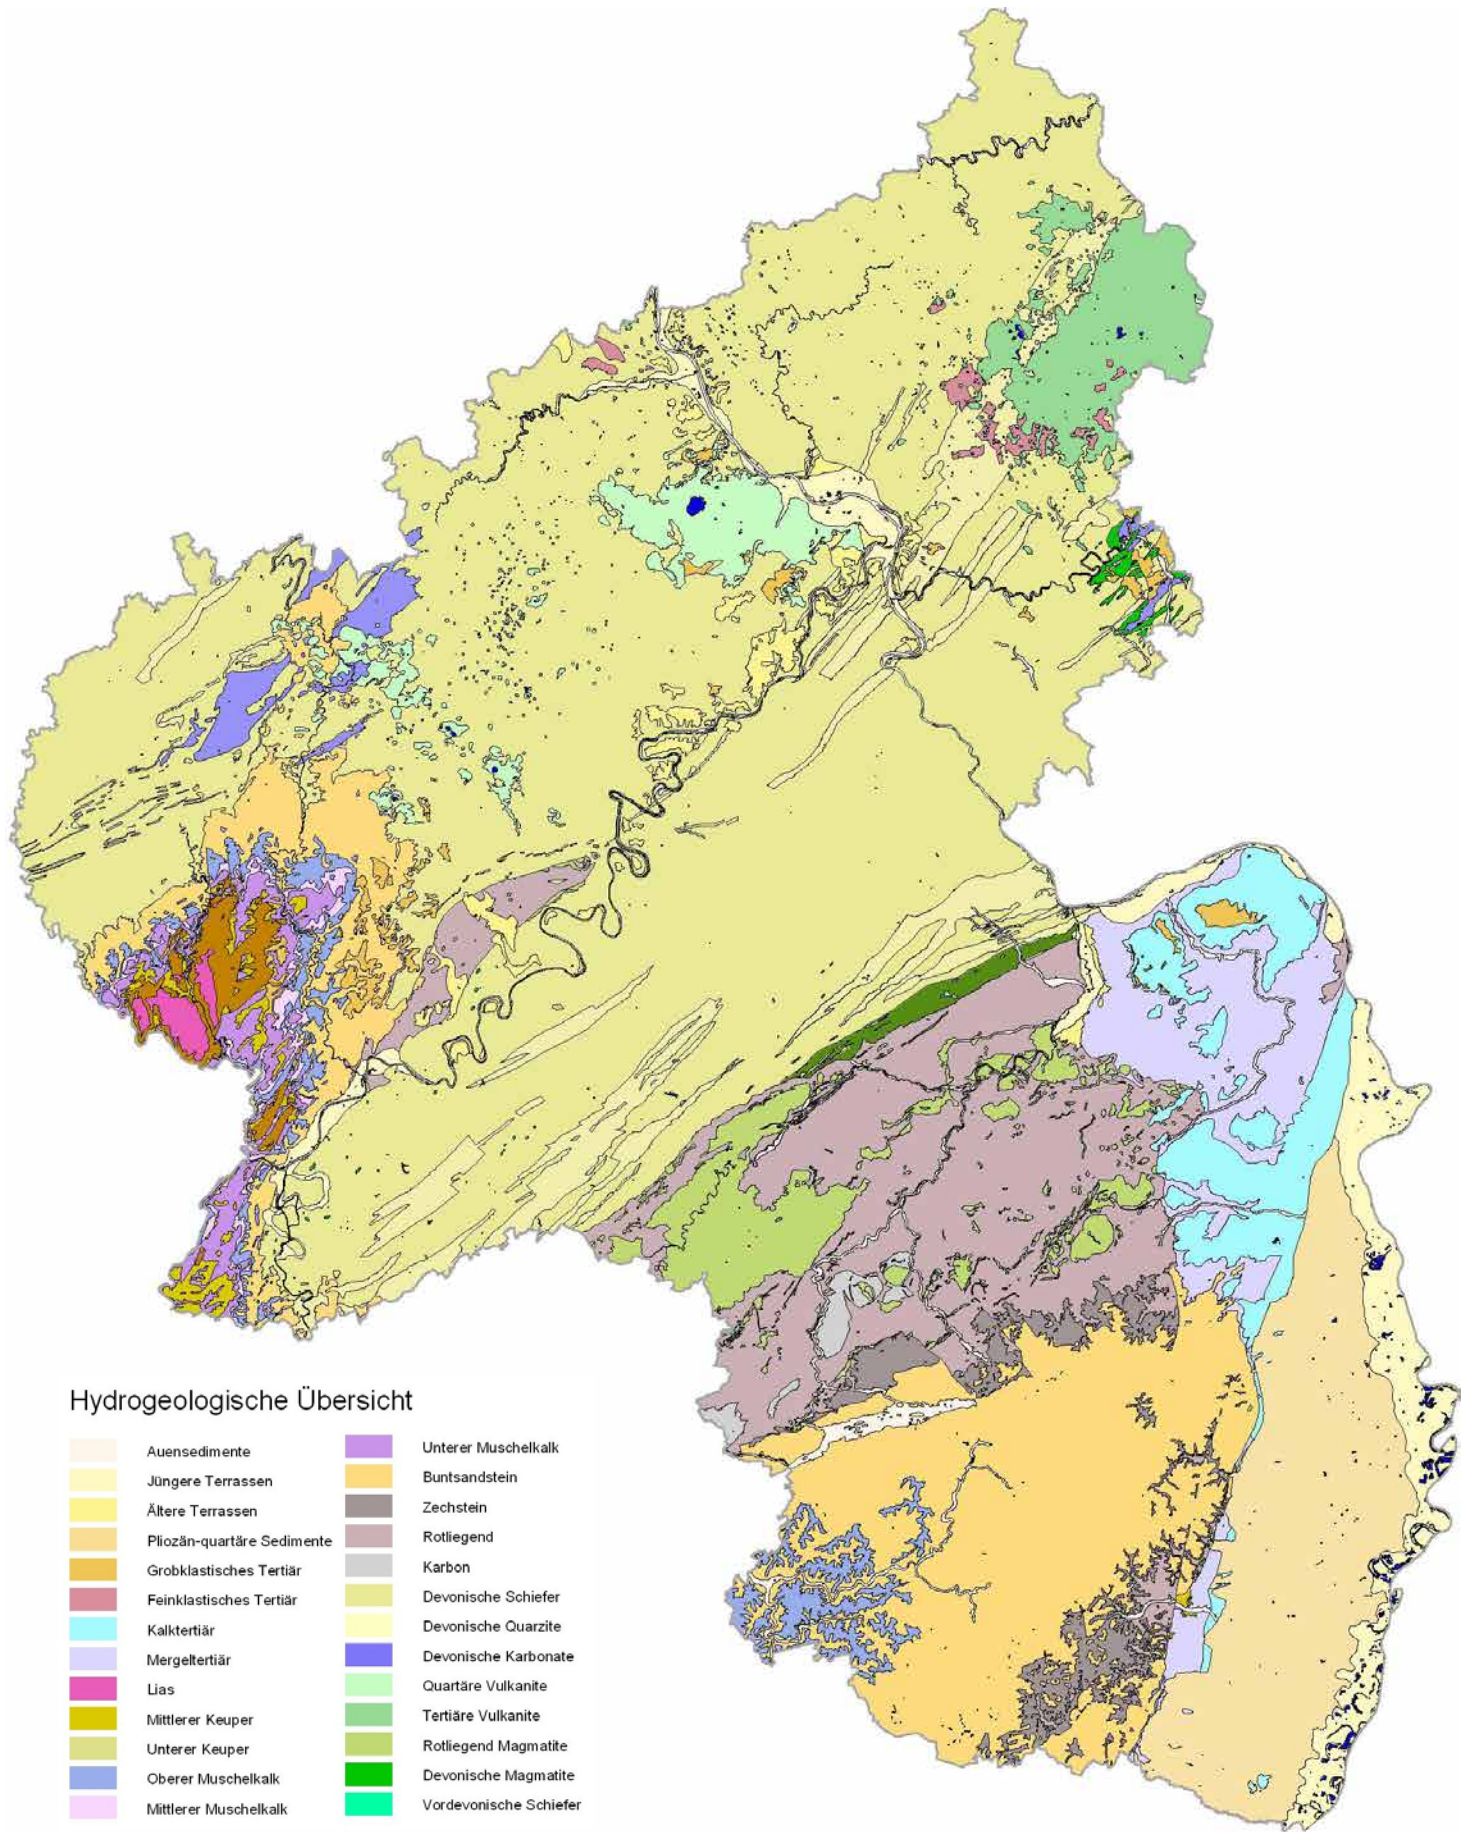 Hydrogeologische Übersicht
Auensedimente
Jüngere Terrassen
Ältere Terrassen
Pliozän-quartäre Sedimente
Grobklastisches Tertiär
Feinklastisches Tertiär
Kalktertiär
Mergeltertiär
Lias
Mittlerer Keuper
Unterer Keuper
Oberer Muschelkalk
Mittlerer Muschelkalk
Unterer Muschelkalk
Buntsandstein
Zechstein
Rotliegend
Karbon
Devonische Schiefer
Devonische Quarzite
Devonische Karbonate
Quartäre Vulkanite
Tertiäre Vulkanite
Rotliegend Magmatite
Devonische Magmatite
Vordevonische Schiefer